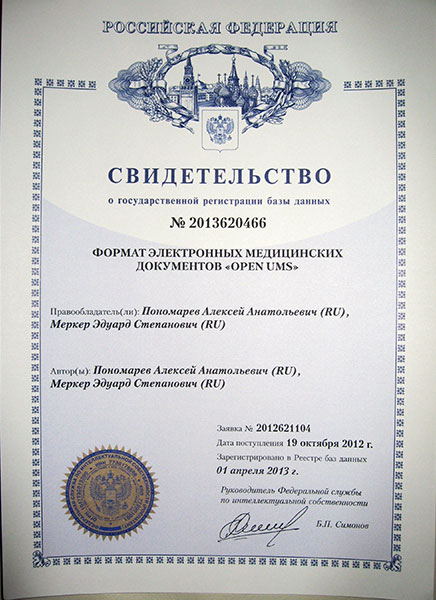 РОССИЙСКАЯ ФЕДЕРАЦИЯ
СВИДЕТЕЛЬСТВО
о государственной регистрации базы данных
№ 2013620466
ФОРМАТ ЭЛЕКТРОННЫХ МЕДИЦИНСКИХ
ДОКУМЕНТОВ «OPEN UMS»
Правообладатель(ли): Пономарев Алексей Анатольевич (RU),
Меркер Эдуард Степанович (RU)
Автор(ы): Пономарев Алексей Анатольевич (RU),
Меркер Эдуард Степанович (RU)
Заявка № 2012621104
Дата поступления 19 октября 2012 г.
Зарегистрировано в Реестре баз данных
01 апреля 2013 г.
Руководитель Федеральной службы
по интеллектуальной собственности
Б.П. Симонов